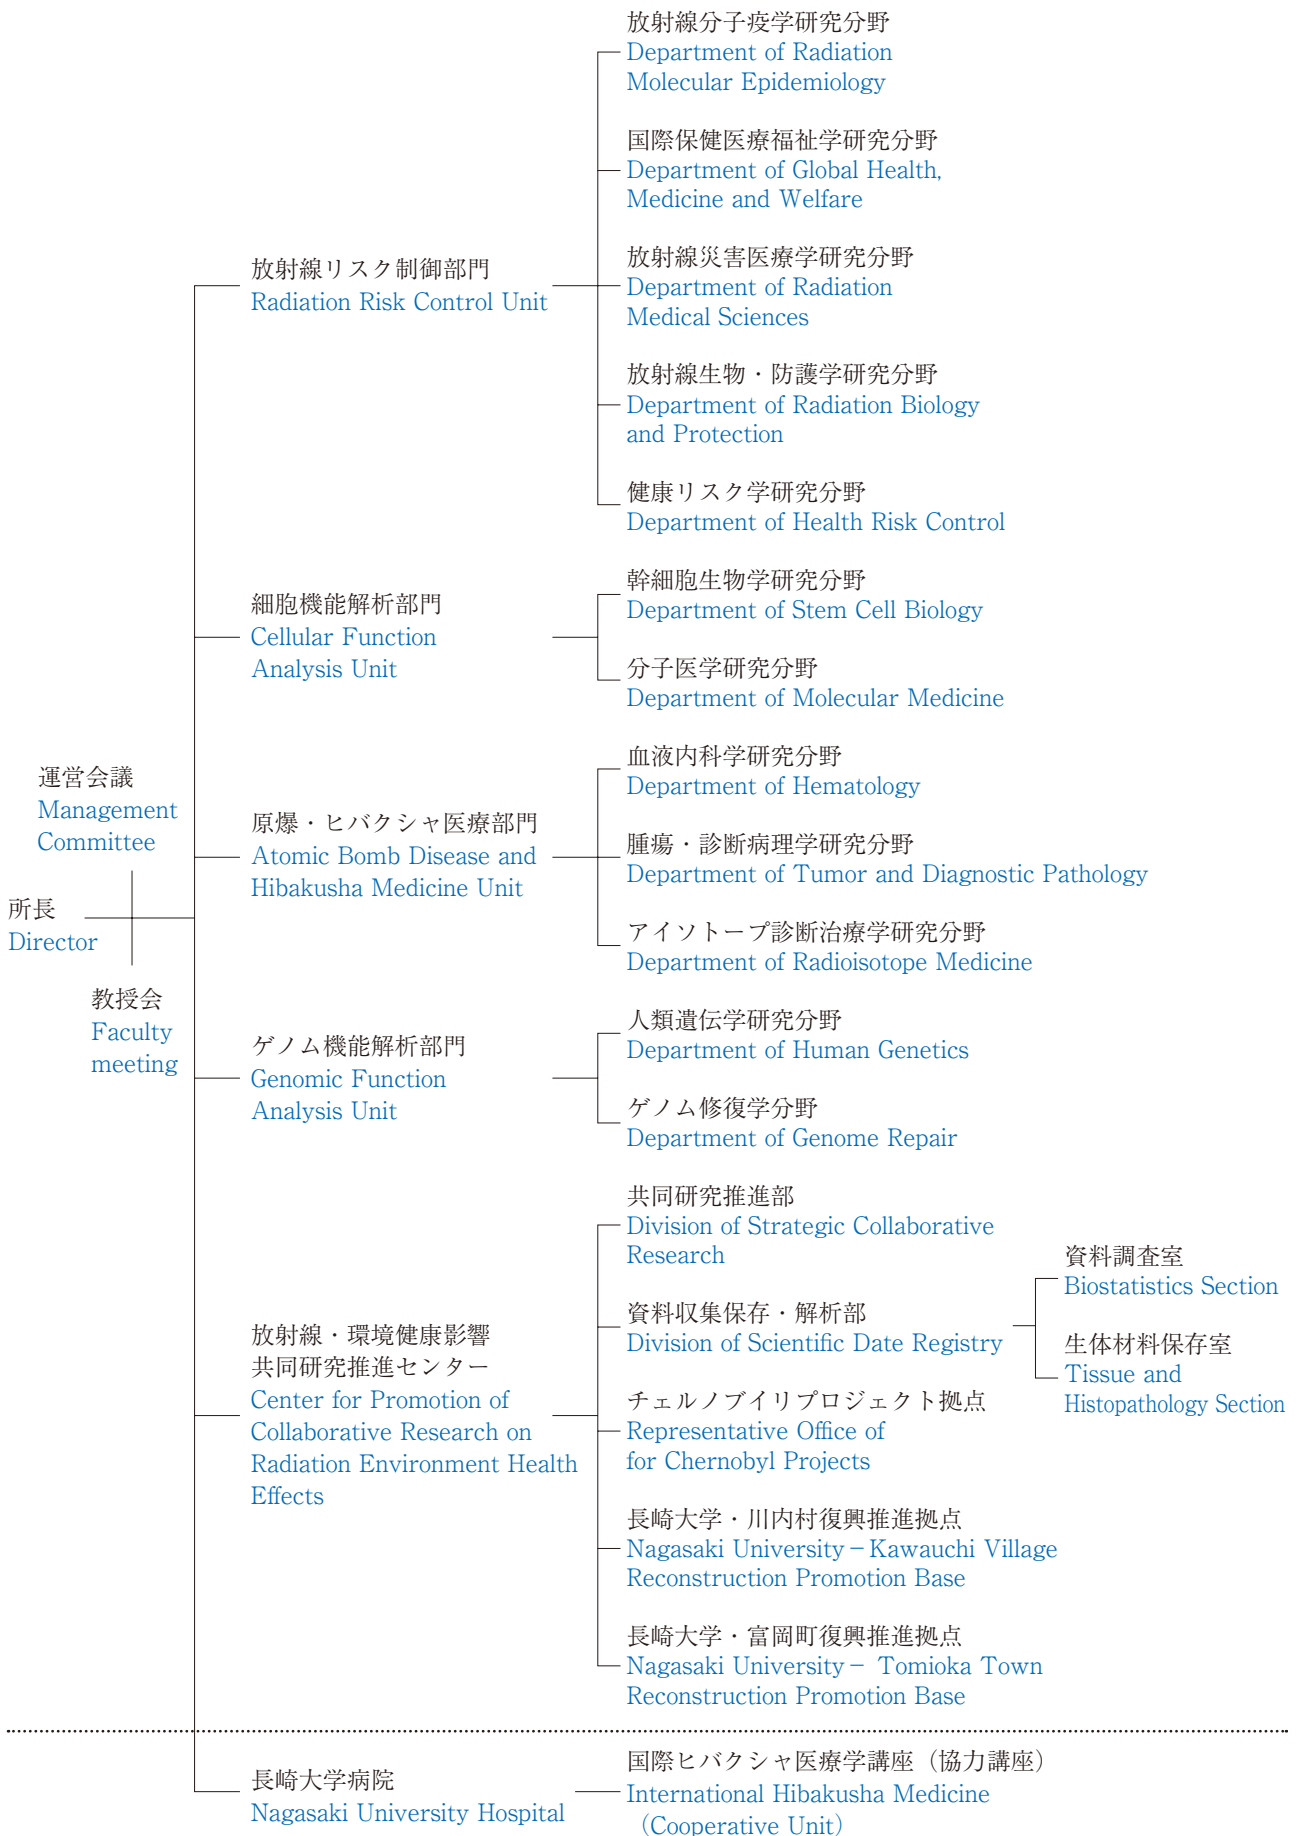 運営会議
Management
Committee
所長
Director
教授会
Faculty
meeting
放射線リスク制御部門
Radiation Risk Control Unit
放射線分子疫学研究分野
Department of Radiation
Molecular Epidemiology
国際保健医療福祉学研究分野
Department of Global Health,
Medicine and Welfare
放射線災害医療学研究分野
Department of Radiation
Medical Sciences
放射線生物・防護学研究分野
Department of Radiation Biology
and Protection
健康リスク学研究分野
Department of Health Risk Control
細胞機能解析部門
Cellular Function
Analysis Unit
幹細胞生物学研究分野
Department of Stem Cell Biology
分子医学研究分野
Department of Molecular Medicine
原爆・ヒバクシャ医療部門
Atomic Bomb Disease and
Hibakusha Medicine Unit
血液内科学研究分野
Department of Hematology
腫瘍・診断病理学研究分野
Department of Tumor and Diagnostic Pathology
アイソトープ診断治療学研究分野
Department of Radioisotope Medicine
ゲノム機能解析部門
Genomic Function
Analysis Unit
人類遺伝学研究分野
Department of Human Genetics
ゲノム修復学分野
Department of Genome Repair
放射線・環境健康影響
共同研究推進センター
Center for Promotion of
Collaborative Research on
Radiation Environment Health
Effects
共同研究推進部
Division of Strategic Collaborative
Research
資料収集保存・解析部
Division of Scientific Date Registry
資料調査室
Biostatistics Section
生体材料保存室
Tissue and
Histopathology Section
チェルノブイリプロジェクト拠点
Representative Office of
for Chernobyl Projects
長崎大学・川内村復興推進拠点
Nagasaki University－Kawauchi Village
Reconstruction Promotion Base
長崎大学・富岡町復興推進拠点
Nagasaki University－ Tomioka Town
Reconstruction Promotion Base
長崎大学病院
Nagasaki University Hospital
国際ヒバクシャ医療学講座（協力講座）
International Hibakusha Medicine
（Cooperative Unit）